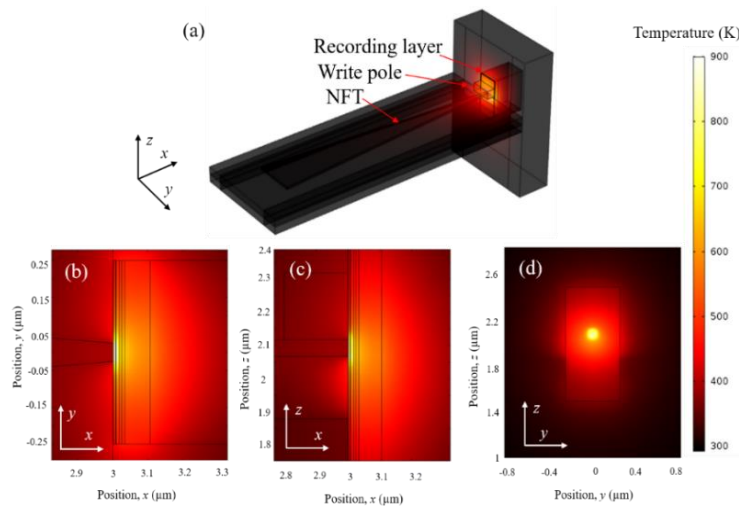 (a)
Temperature (K)
Recording layer
Write pole
NFT
z
x
y
900
800
700
600
500
400
300
(b)
0.25
0.15
0.05
-0.05
-0.15
-0.25
Position, y (µm)
y
x
3
3.1
3.2
3.3
Position, x (µm)
(c)
2.4
2.3
2.2
2.1
2
1.9
1.8
Position, z (µm)
z
x
2.8
2.9
3
3.1
3.2
Position, x (µm)
(d)
2.6
2.2
1.8
1.4
1
Position, z (µm)
z
y
-0.8
-0.4
0
0.4
0.8
Position, y (µm)